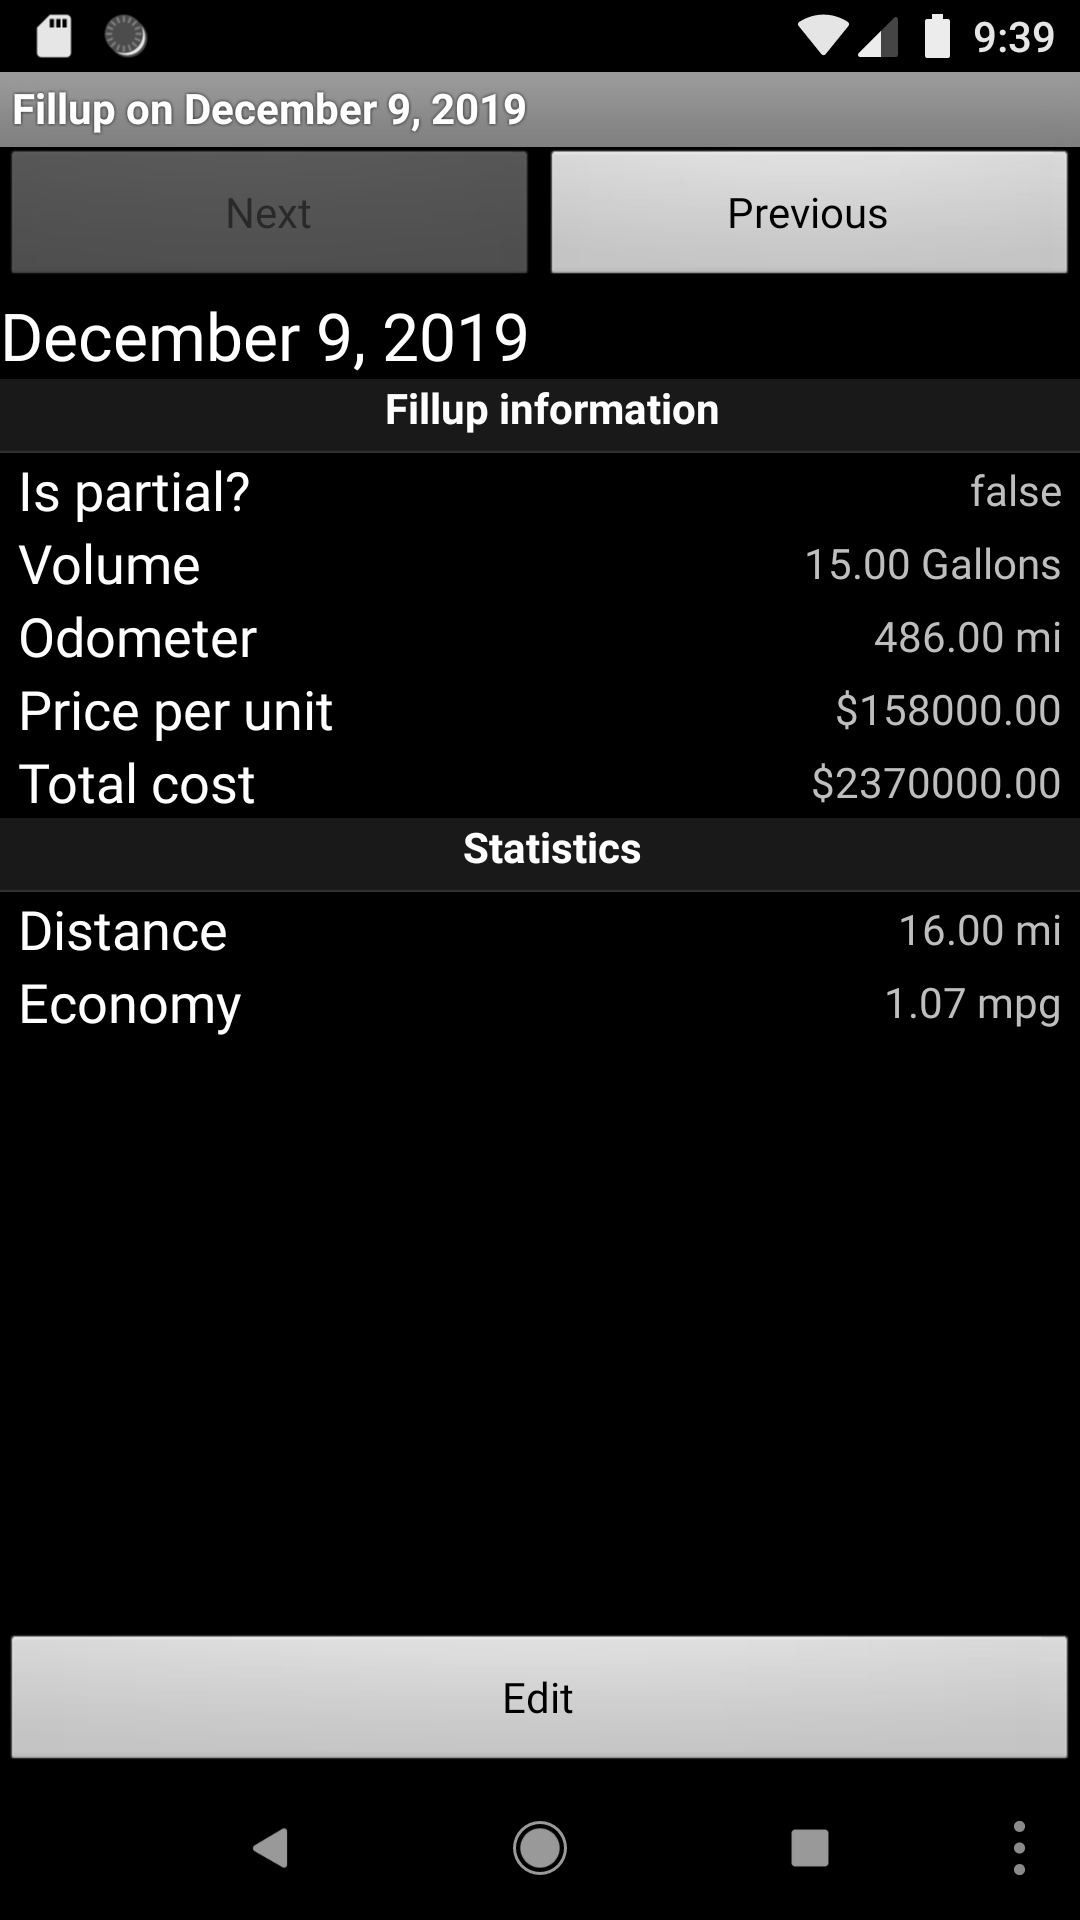 9:39
Fillup on December 9, 2019
Next Previous
December 9, 2019
Fillup information
Is partial? false
Volume 15.00 Gallons
Odometer 486.00 mi
Price per unit $158000.00
Total cost $2370000.00
Statistics
Distance 16.00 mi
Economy 1.07 mpg
Edit